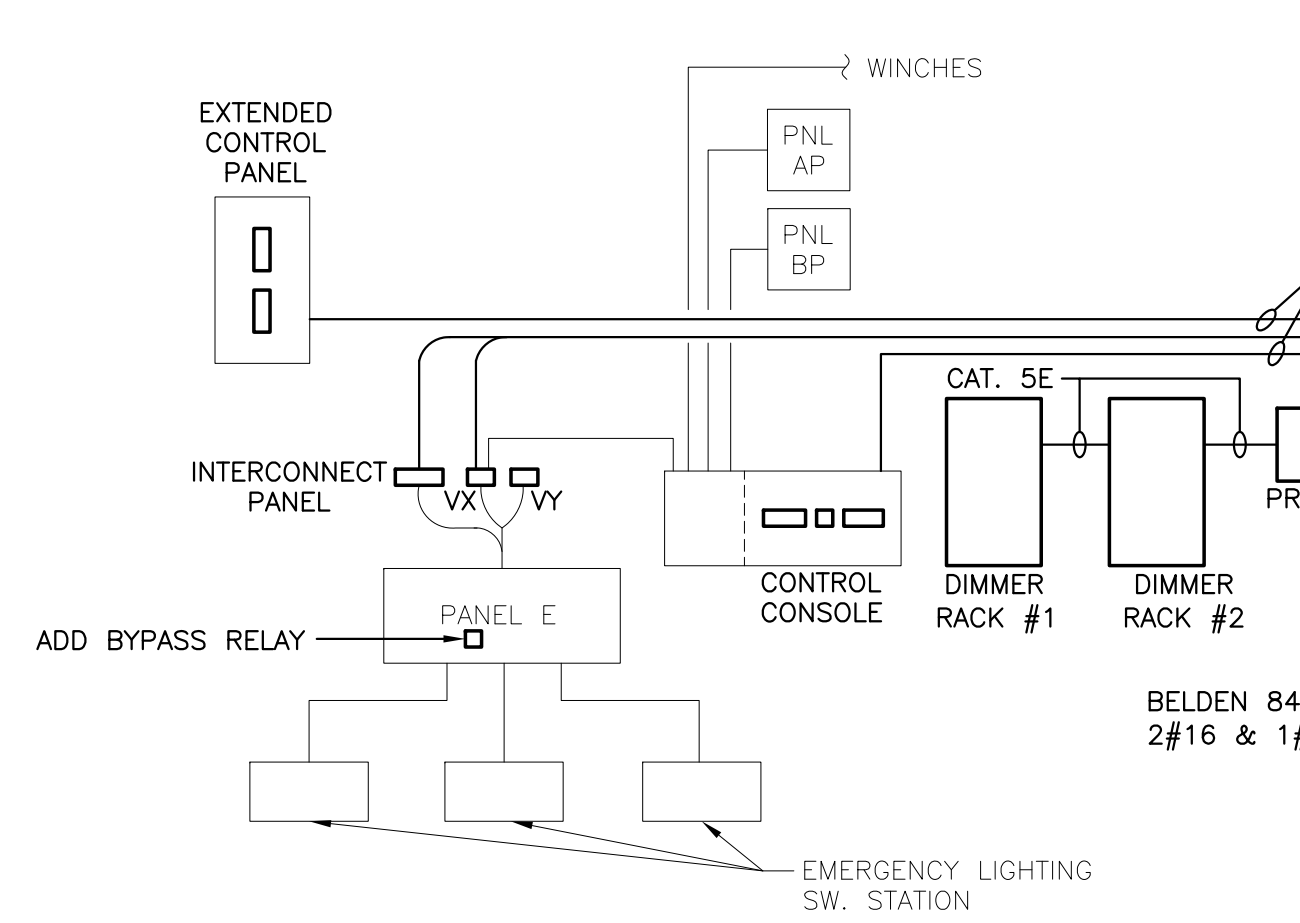 WINCHES
EXTENDED
CONTROL
PANEL
PNL
AP
PNL
BP
CAT. 5E
INTERCONNECT
PANEL
VX
VY
PR
CONTROL
CONSOLE
DIMMER
RACK #1
DIMMER
RACK #2
PANEL E
ADD BYPASS RELAY
BELDEN 84
2#16 & 1#
EMERGENCY LIGHTING
SW. STATION